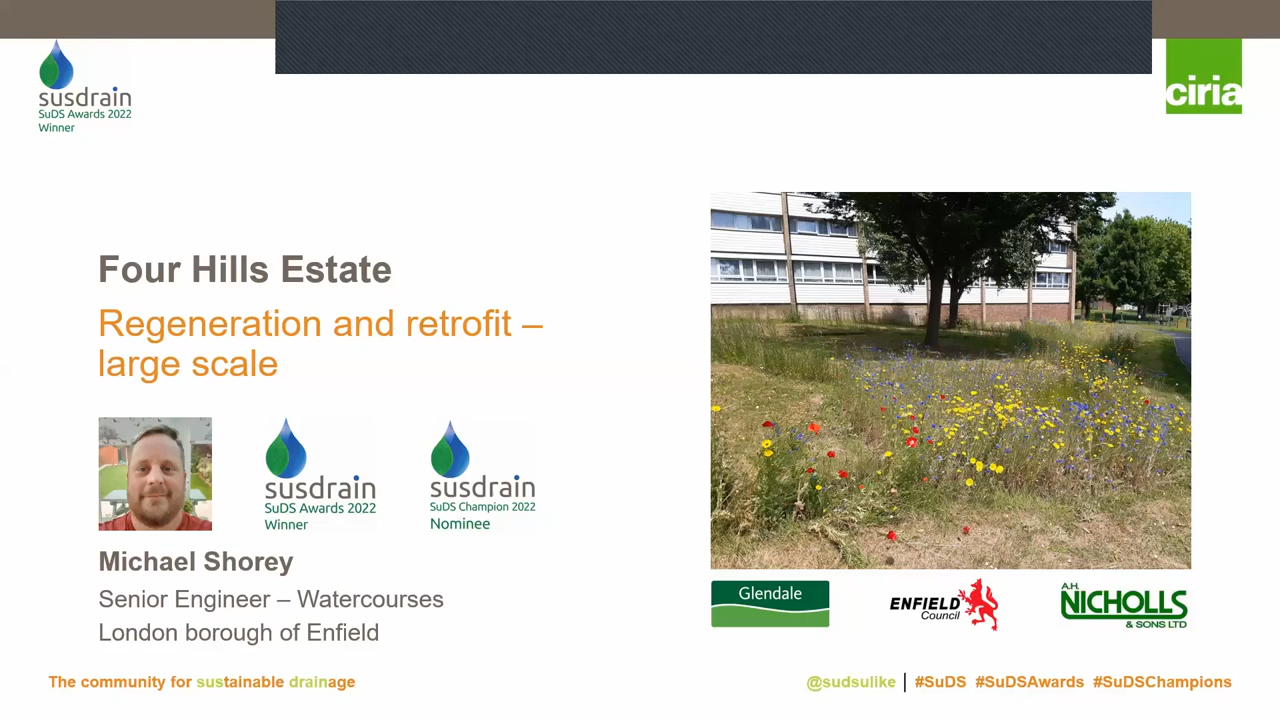 susdrain
SuDS Awards 2022
Winner
ciria
Four Hills Estate
Regeneration and retrofit –
large scale
susdrain
SuDS Awards 2022
Winner
susdrain
SuDS Champion 2022
Nominee
Michael Shorey
Senior Engineer – Watercourses
London borough of Enfield
Glendale
ENFIELD
Council
A.H.
NICHOLLS
& SONS LTD
The community for sustainable drainage
@sudsulike | #SuDS #SuDSAwards #SuDSChampions